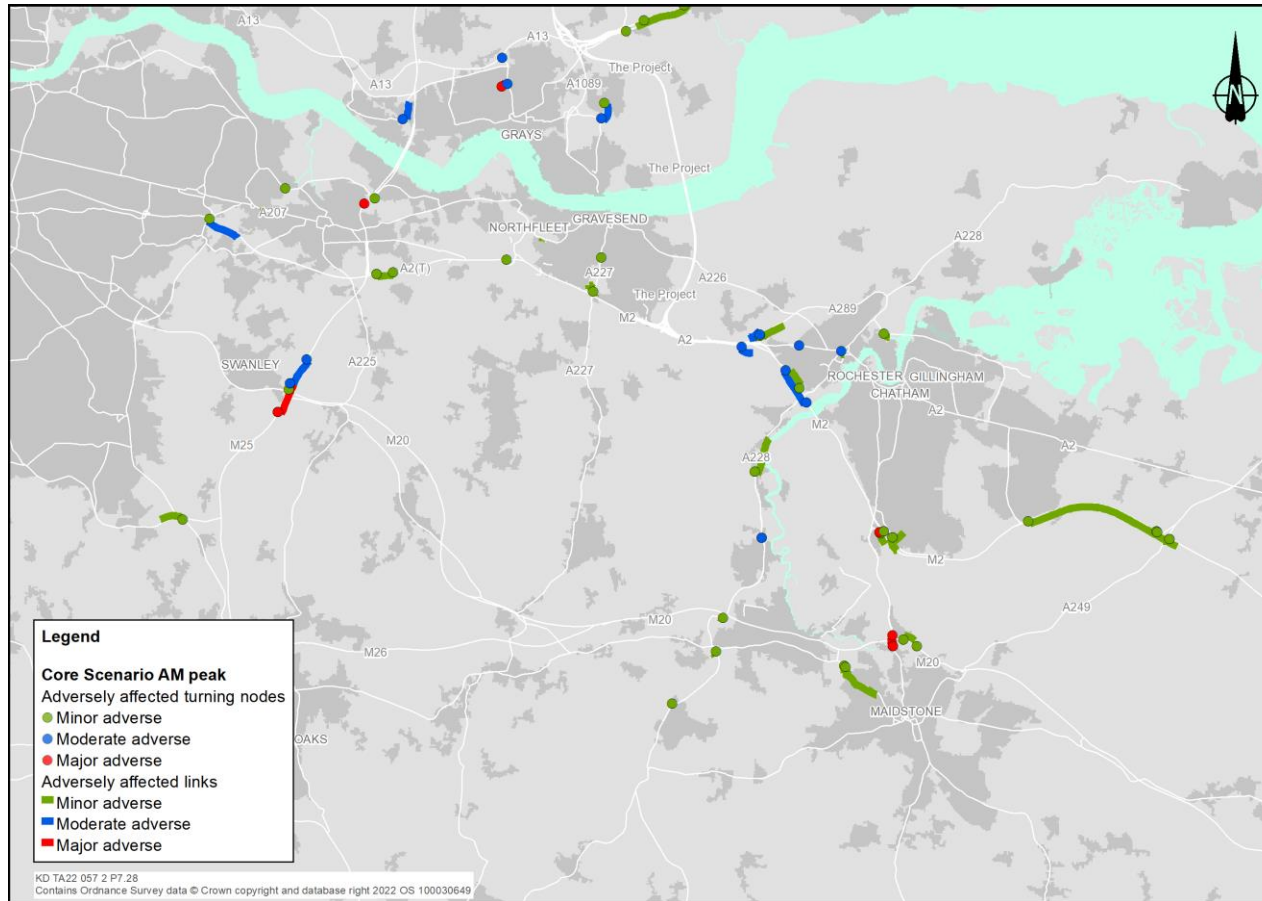 A13
A13
The Project
A13
A1089
N
GRAYS
The Project
A207
GRAVESEND
NORTHFLEET
A228
A2(T)
A227
A226
The Project
A289
M2
A2
SWANLEY
A225
A227
ROCHESTER GILLINGHAM
CHATHAM
A2
M25
M20
M2
A2
A228
M2
A249
M20
M26
M20
MAIDSTONE
OAKS
Legend
Core Scenario AM peak
Adversely affected turning nodes
Minor adverse
Moderate adverse
Major adverse
Adversely affected links
Minor adverse
Moderate adverse
Major adverse
KD TA22 057 2 P7.28
Contains Ordnance Survey data © Crown copyright and database right 2022 OS 100030649